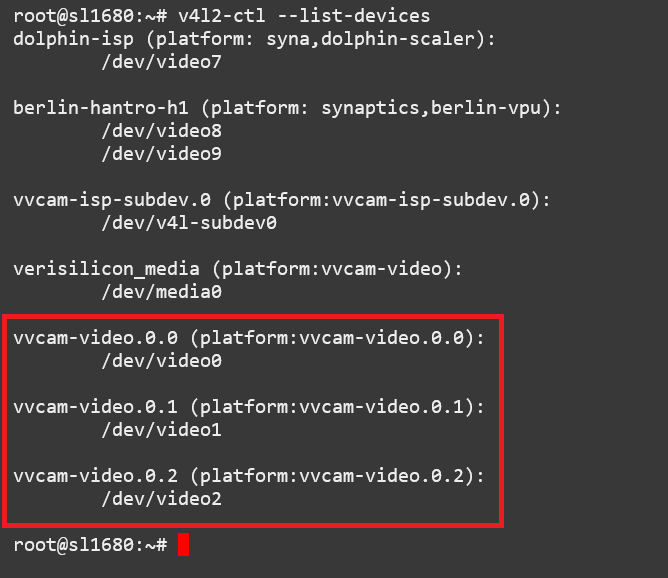 root@sl1680:~# v4l2-ctl --list-devices
dolphin-isp (platform: syna,dolphin-scaler):
/dev/video7
berlin-hantro-h1 (platform: synaptics,berlin-vpu):
/dev/video8
/dev/video9
vvcam-isp-subdev.0 (platform:vvcam-isp-subdev.0):
/dev/v4l-subdev0
verisilicon_media (platform:vvcam-video):
/dev/media0
vvcam-video.0.0 (platform:vvcam-video.0.0):
/dev/video0
vvcam-video.0.1 (platform:vvcam-video.0.1):
/dev/video1
vvcam-video.0.2 (platform:vvcam-video.0.2):
/dev/video2
root@sl1680:~#